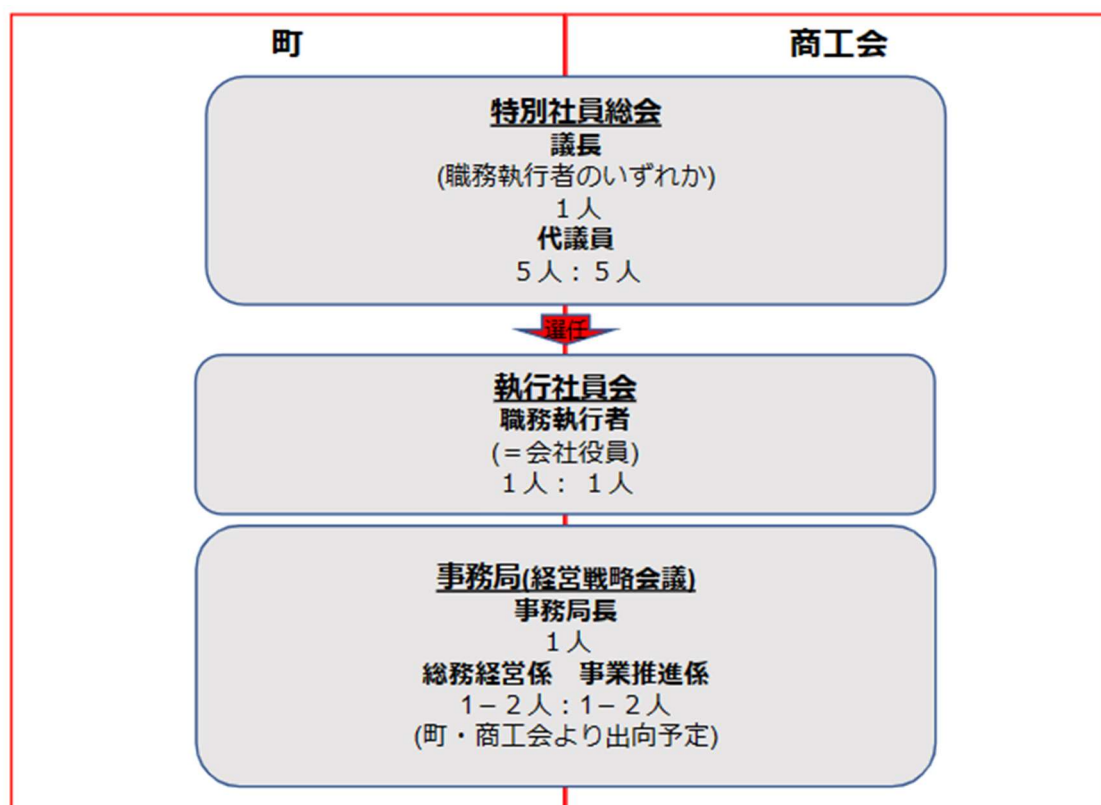 町
商工会
特別社員総会
議長
(職務執行者のいずれか)
1人
代議員
5人：5人
選任
執行社員会
職務執行者
(＝会社役員)
1人： 1人
事務局(経営戦略会議)
事務局長
1人
総務経営係　事業推進係
1－2人：1－2人
(町・商工会より出向予定)